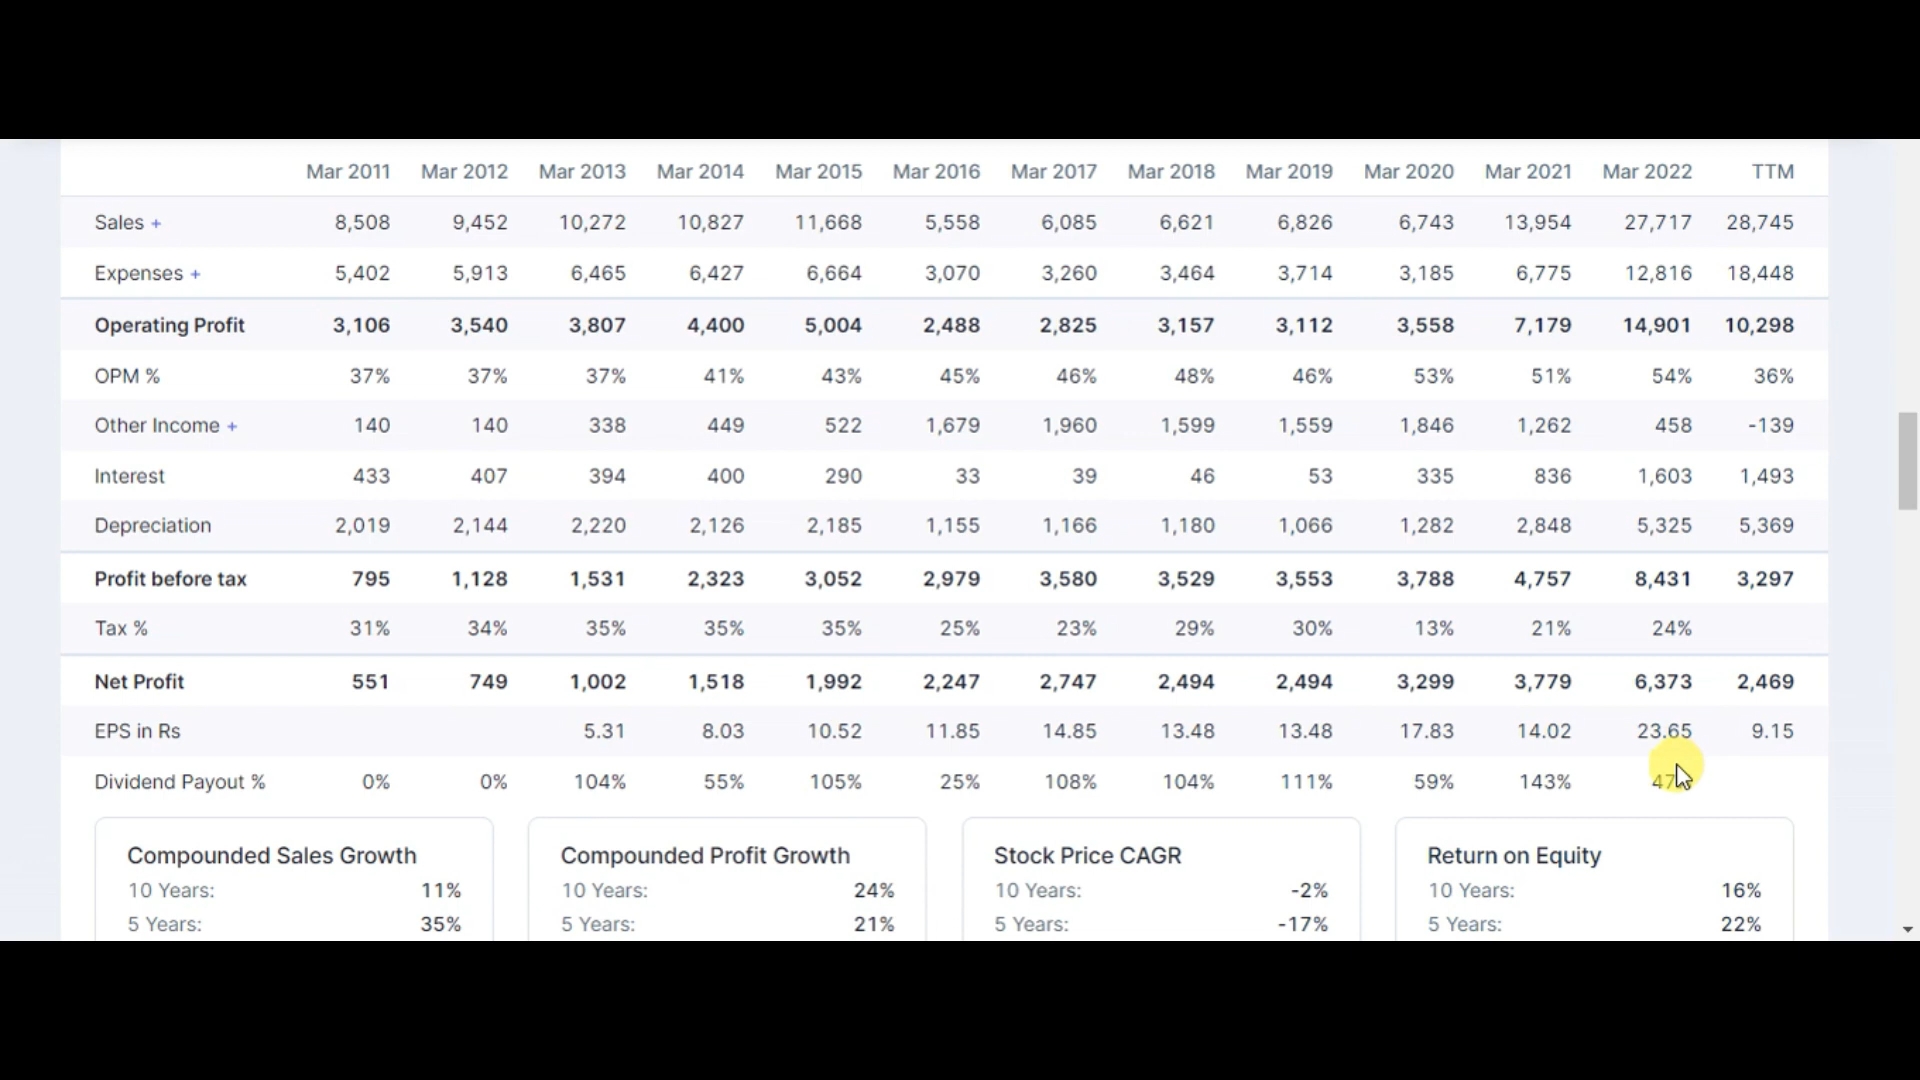 Mar 2011 Mar 2012 Mar 2013 Mar 2014 Mar 2015 Mar 2016 Mar 2017 Mar 2018 Mar 2019 Mar 2020 Mar 2021 Mar 2022 TTM
Sales + 8,508 9,452 10,272 10,827 11,668 5,558 6,085 6,621 6,826 6,743 13,954 27,717 28,745
Expenses + 5,402 5,913 6,465 6,427 6,664 3,070 3,260 3,464 3,714 3,185 6,775 12,816 18,448
Operating Profit 3,106 3,540 3,807 4,400 5,004 2,488 2,825 3,157 3,112 3,558 7,179 14,901 10,298
OPM % 37% 37% 37% 41% 43% 45% 46% 48% 46% 53% 51% 54% 36%
Other Income + 140 140 338 449 522 1,679 1,960 1,599 1,559 1,846 1,262 458 -139
Interest 433 407 394 400 290 33 39 46 53 335 836 1,603 1,493
Depreciation 2,019 2,144 2,220 2,126 2,185 1,155 1,166 1,180 1,066 1,282 2,848 5,325 5,369
Profit before tax 795 1,128 1,531 2,323 3,052 2,979 3,580 3,529 3,553 3,788 4,757 8,431 3,297
Tax % 31% 34% 35% 35% 35% 25% 23% 29% 30% 13% 21% 24%
Net Profit 551 749 1,002 1,518 1,992 2,247 2,747 2,494 2,494 3,299 3,779 6,373 2,469
EPS in Rs 5.31 8.03 10.52 11.85 14.85 13.48 13.48 17.83 14.02 23.65 9.15
Dividend Payout % 0% 0% 104% 55% 105% 25% 108% 104% 111% 59% 143%
Compounded Sales Growth Compounded Profit Growth Stock Price CAGR Return on Equity
10 Years: 11% 10 Years: 24% 10 Years: -2% 10 Years: 16%
5 Years: 35% 5 Years: 21% 5 Years: -17% 5 Years: 22%